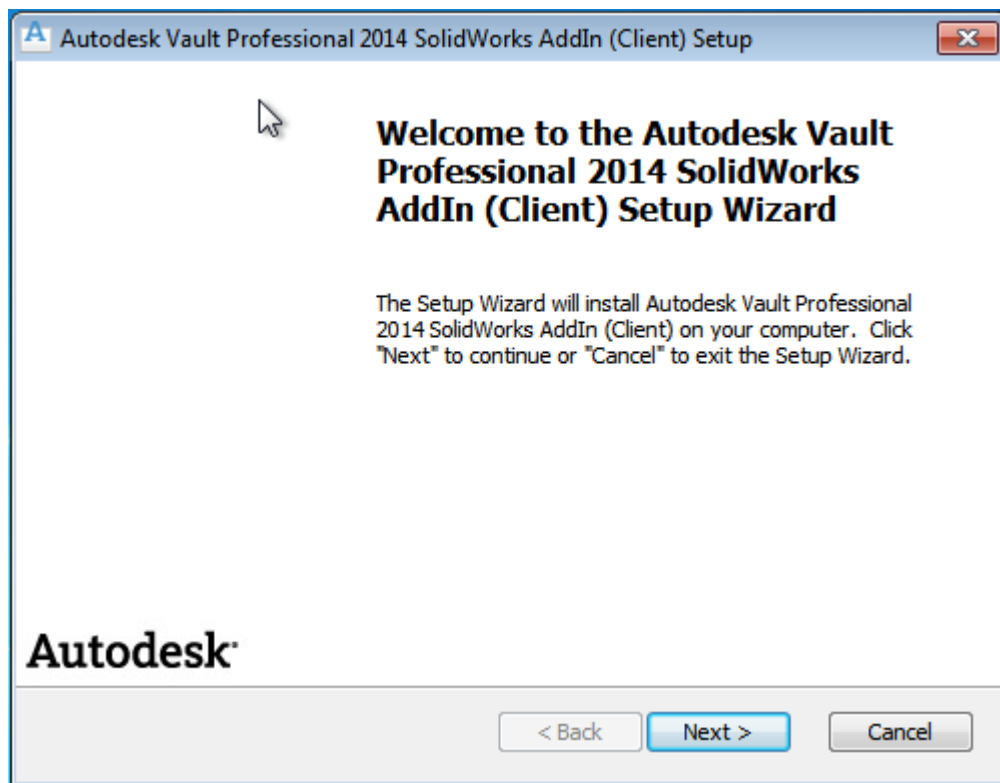 Autodesk Vault Professional 2014 SolidWorks AddIn (Client) Setup
Welcome to the Autodesk Vault
Professional 2014 SolidWorks
AddIn (Client) Setup Wizard
The Setup Wizard will install Autodesk Vault Professional
2014 SolidWorks AddIn (Client) on your computer.  Click
"Next" to continue or "Cancel" to exit the Setup Wizard.
Autodesk
< Back
Next >
Cancel